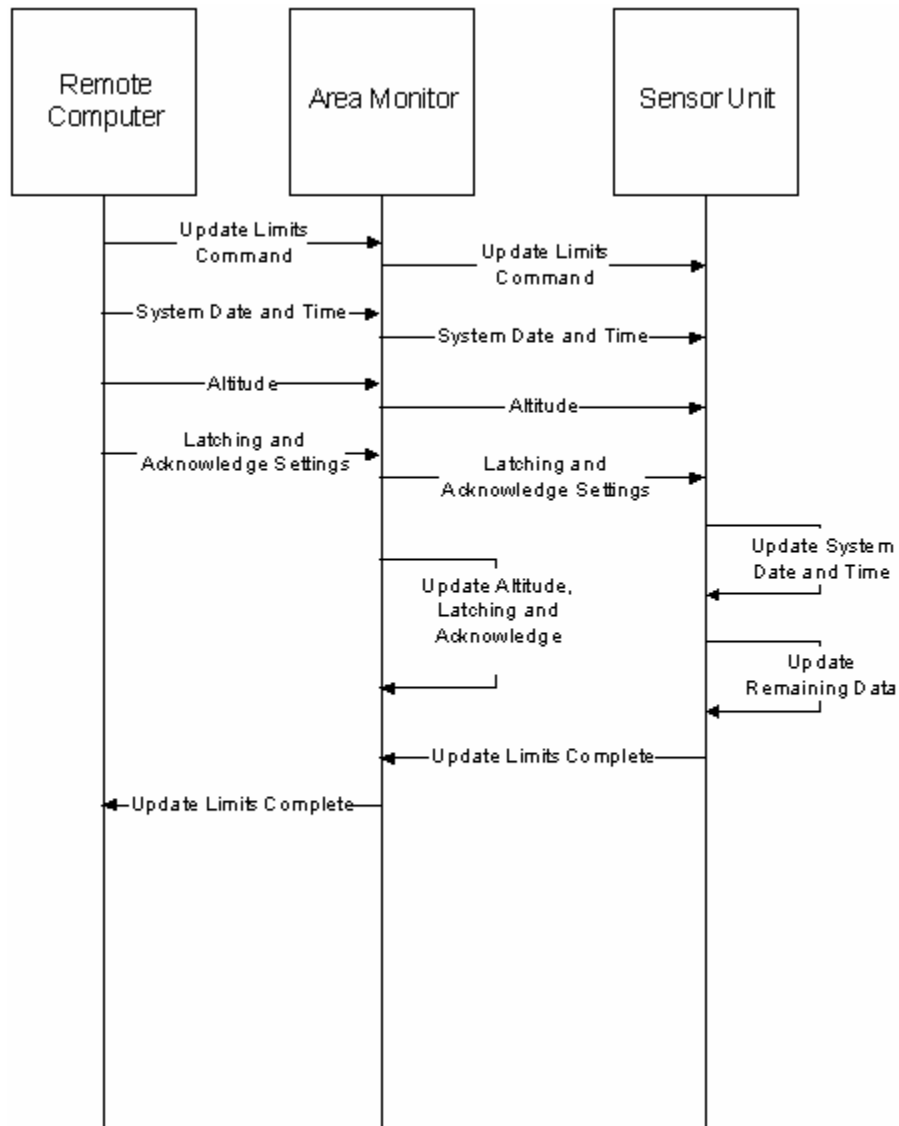 Remote
Computer
Area Monitor
Sensor Unit
Update Limits
Command
Update Limits
Command
System Date and Time
System Date and Time
Altitude
Altitude
Latching and
Acknowledge Settings
Latching and
Acknowledge Settings
Update System
Date and Time
Update Altitude,
Latching and
Acknowledge
Update
Remaining Data
Update Limits Complete
Update Limits Complete